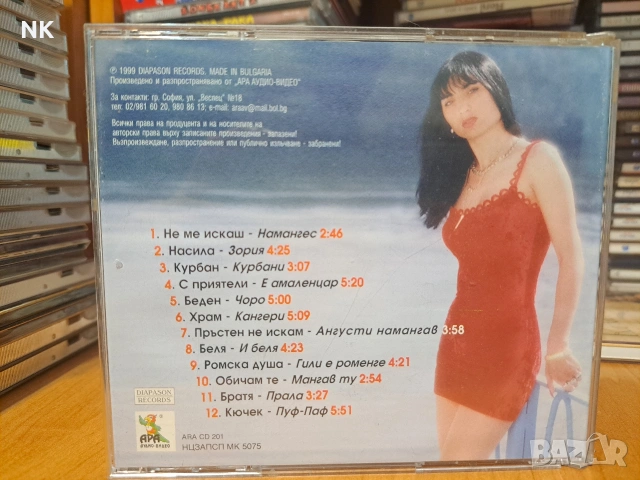 NK
℗ 1999 DIAPASON RECORDS. MADE IN BULGARIA
Произведено и разпространявано от "АРА АУДИО-ВИДЕО"
За контакти: гр. София, ул. "Веслец" №18
тел: 02/981 60 20, 980 86 13; e-mail: araav@mail.bol.bg
Всички права на продуцента и на носителите на
авторски права върху записаните произведения - запазени!
Възпроизвеждане, разпространение или публично излъчване - забранени!
1. Не ме искаш - Намангес 2:46
2. Насила - Зория 4:25
3. Курбан - Курбани 3:07
4. С приятели - Е амаленцар 5:20
5. Беден - Чоро 5:00
6. Храм - Кангери 5:09
7. Пръстен не искам - Ангусти намангав 3:58
8. Беля - И беля 4:23
9. Ромска душа - Гили е роменге 4:21
10. Обичам те - Мангав ту 2:54
11. Братя - Прала 3:27
12. Кючек - Пуф-Паф 5:51
DIAPASON
RECORDS
АРА
АУДИО-ВИДЕО
ARA CD 201
НЦЗАПСП МК 5075
BAZAR